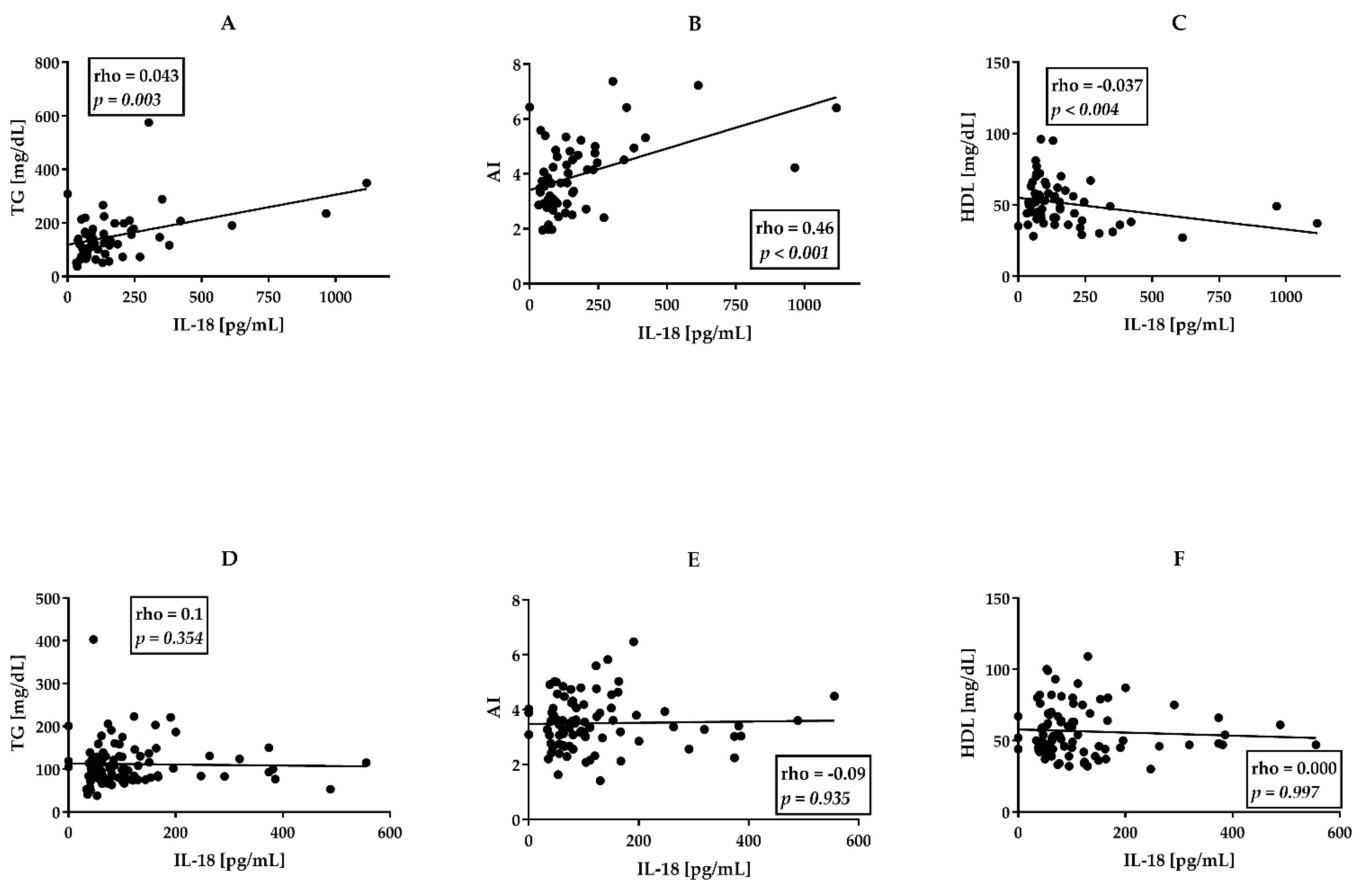 A
B
C
800
600
400
200
0
TG [mg/dL]
rho = 0.043
p = 0.003
0
250
500
750
1000
IL-18 [pg/mL]
8
6
4
2
0
AI
rho = 0.46
p < 0.001
0
250
500
750
1000
IL-18 [pg/mL]
150
100
50
0
HDL [mg/dL]
rho = -0.037
p < 0.004
0
250
500
750
1000
IL-18 [pg/mL]
D
E
F
500
400
300
200
100
0
TG [mg/dL]
rho = 0.1
p = 0.354
0
200
400
600
IL-18 [pg/mL]
8
6
4
2
0
AI
rho = -0.09
p = 0.935
0
200
400
600
IL-18 [pg/mL]
150
100
50
0
HDL [mg/dL]
rho = 0.000
p = 0.997
0
200
400
600
IL-18 [pg/mL]